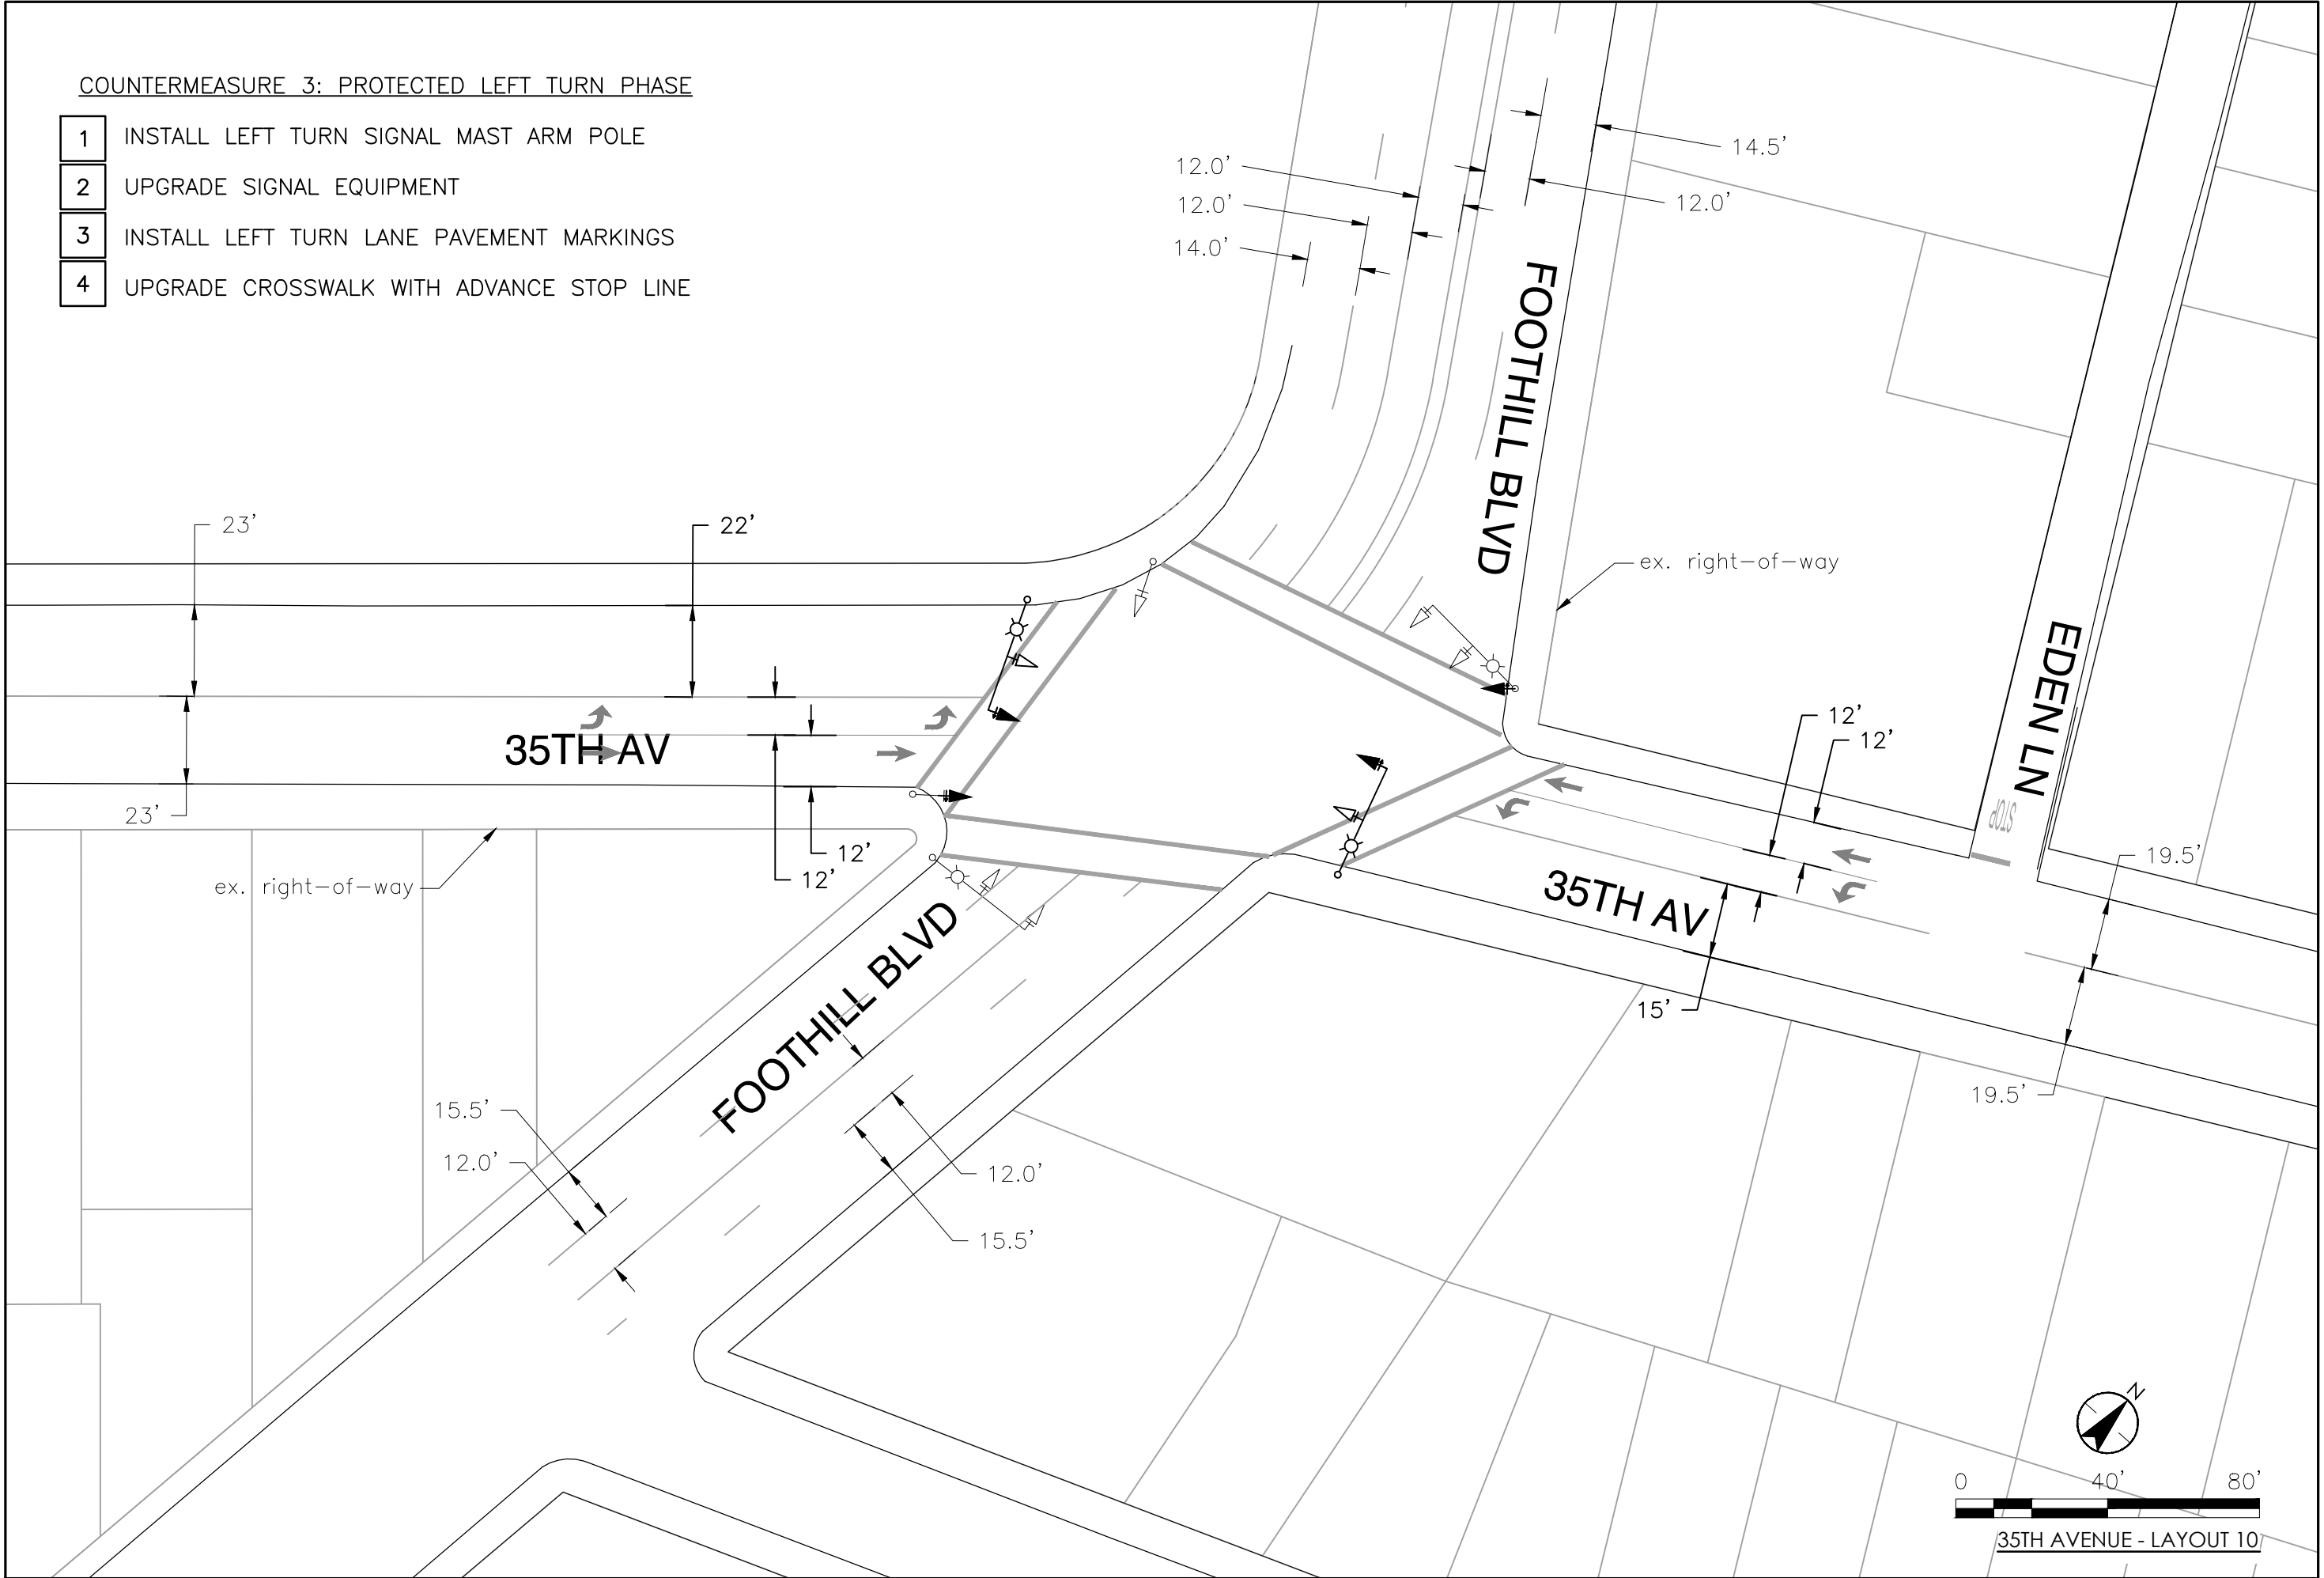 COUNTERMEASURE 3: PROTECTED LEFT TURN PHASE
1 INSTALL LEFT TURN SIGNAL MAST ARM POLE
2 UPGRADE SIGNAL EQUIPMENT
3 INSTALL LEFT TURN LANE PAVEMENT MARKINGS
4 UPGRADE CROSSWALK WITH ADVANCE STOP LINE
14.5'
12.0'
12.0'
12.0'
14.0'
FOOTHILL BLVD
23'
22'
ex. right-of-way
EDEN LN
STOP
35TH AV
12'
12'
23'
12'
12'
ex. right-of-way
19.5'
35TH AV
FOOTHILL BLVD
15'
19.5'
15.5'
12.0'
12.0'
15.5'
N
0 40' 80'
35TH AVENUE - LAYOUT 10